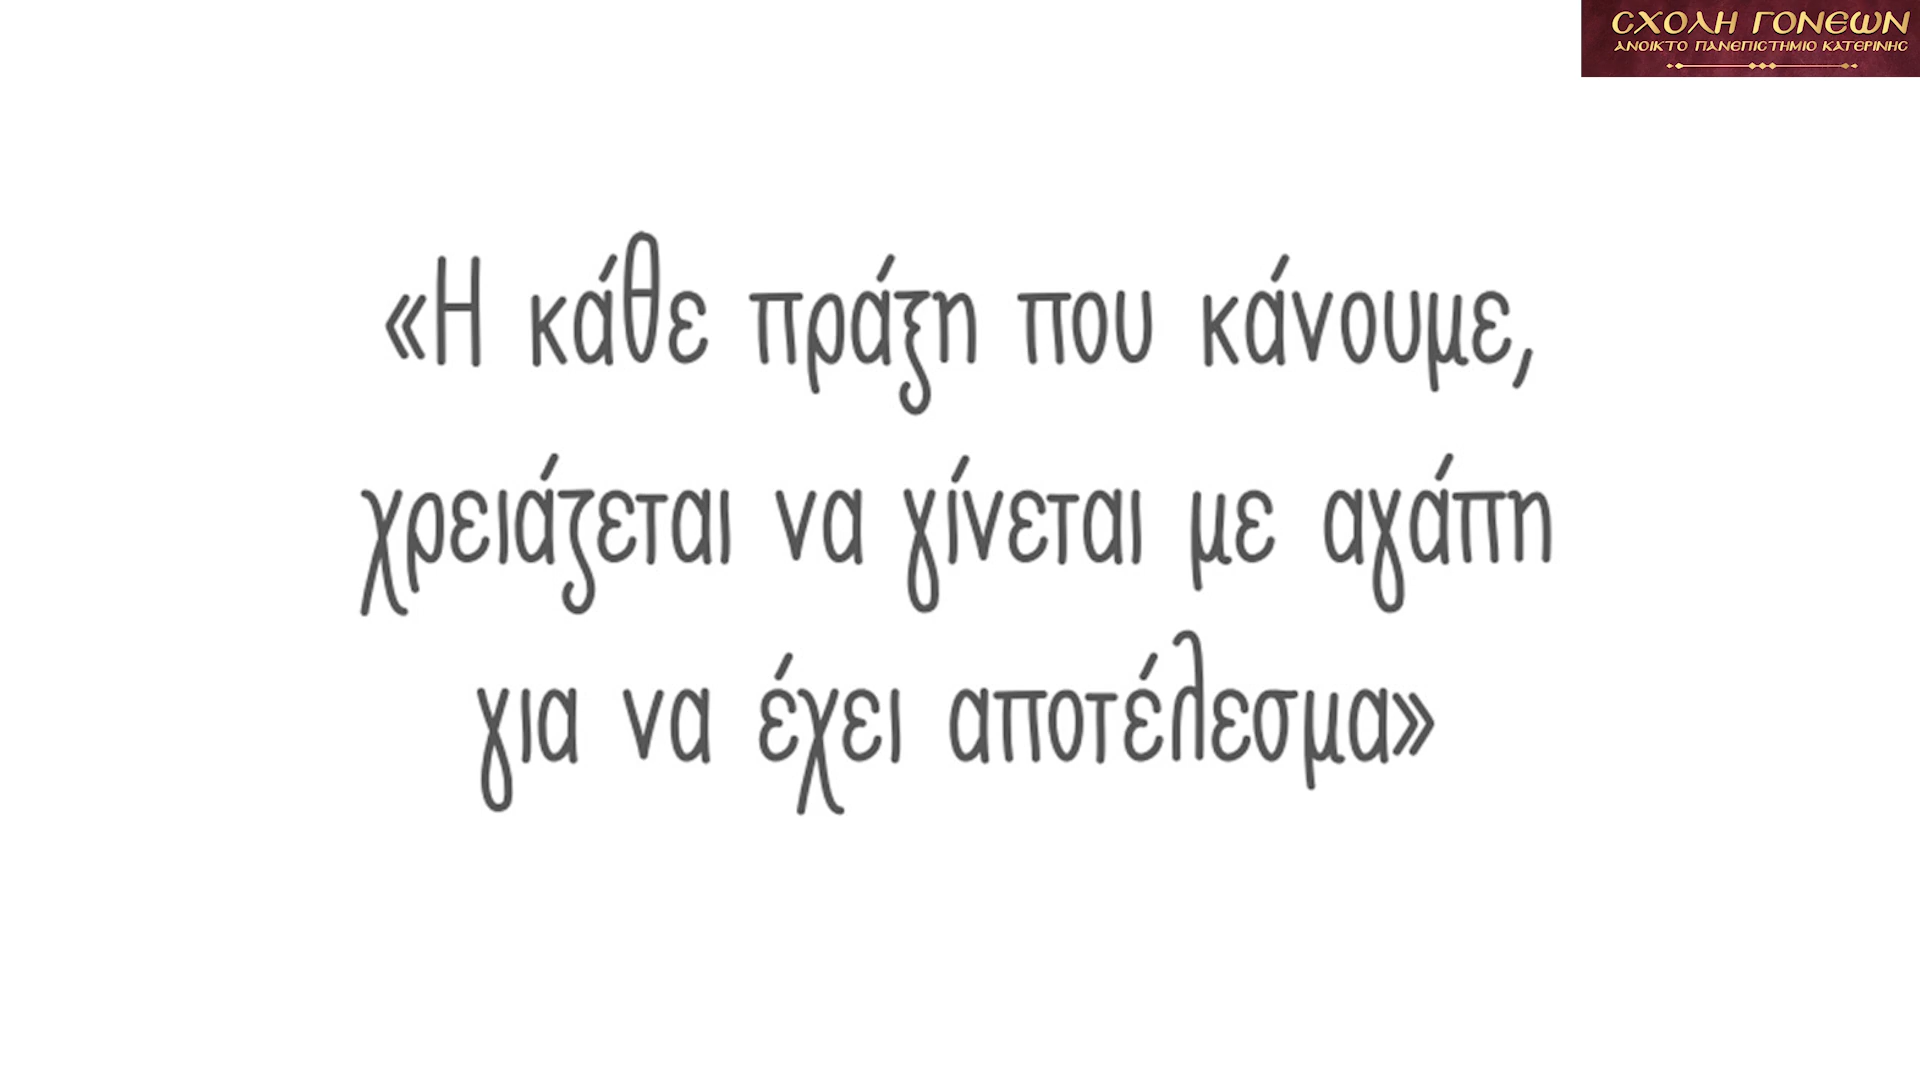 ΣΧΟΛΗ ΓΟΝΕΩΝ
ΑΝΟΙΚΤΟ ΠΑΝΕΠΙΣΤΗΜΙΟ ΚΑΤΕΡΙΝΗΣ
«Η κάθε πράξη που κάνουμε,
χρειάζεται να γίνεται με αγάπη
για να έχει αποτέλεσμα»